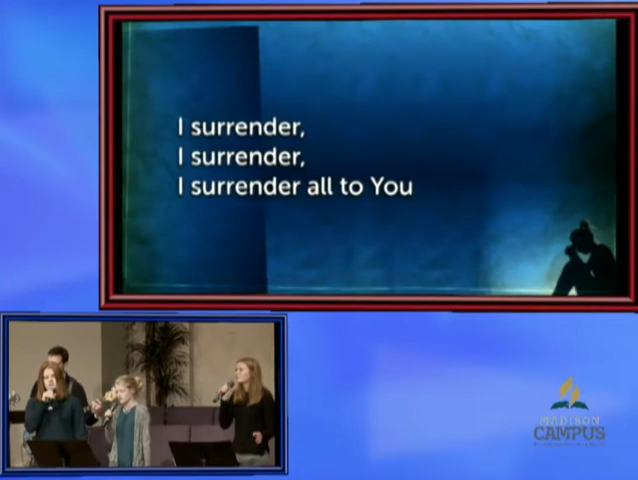 I surrender,
I surrender,
I surrender all to You
MADISON
CAMPUS